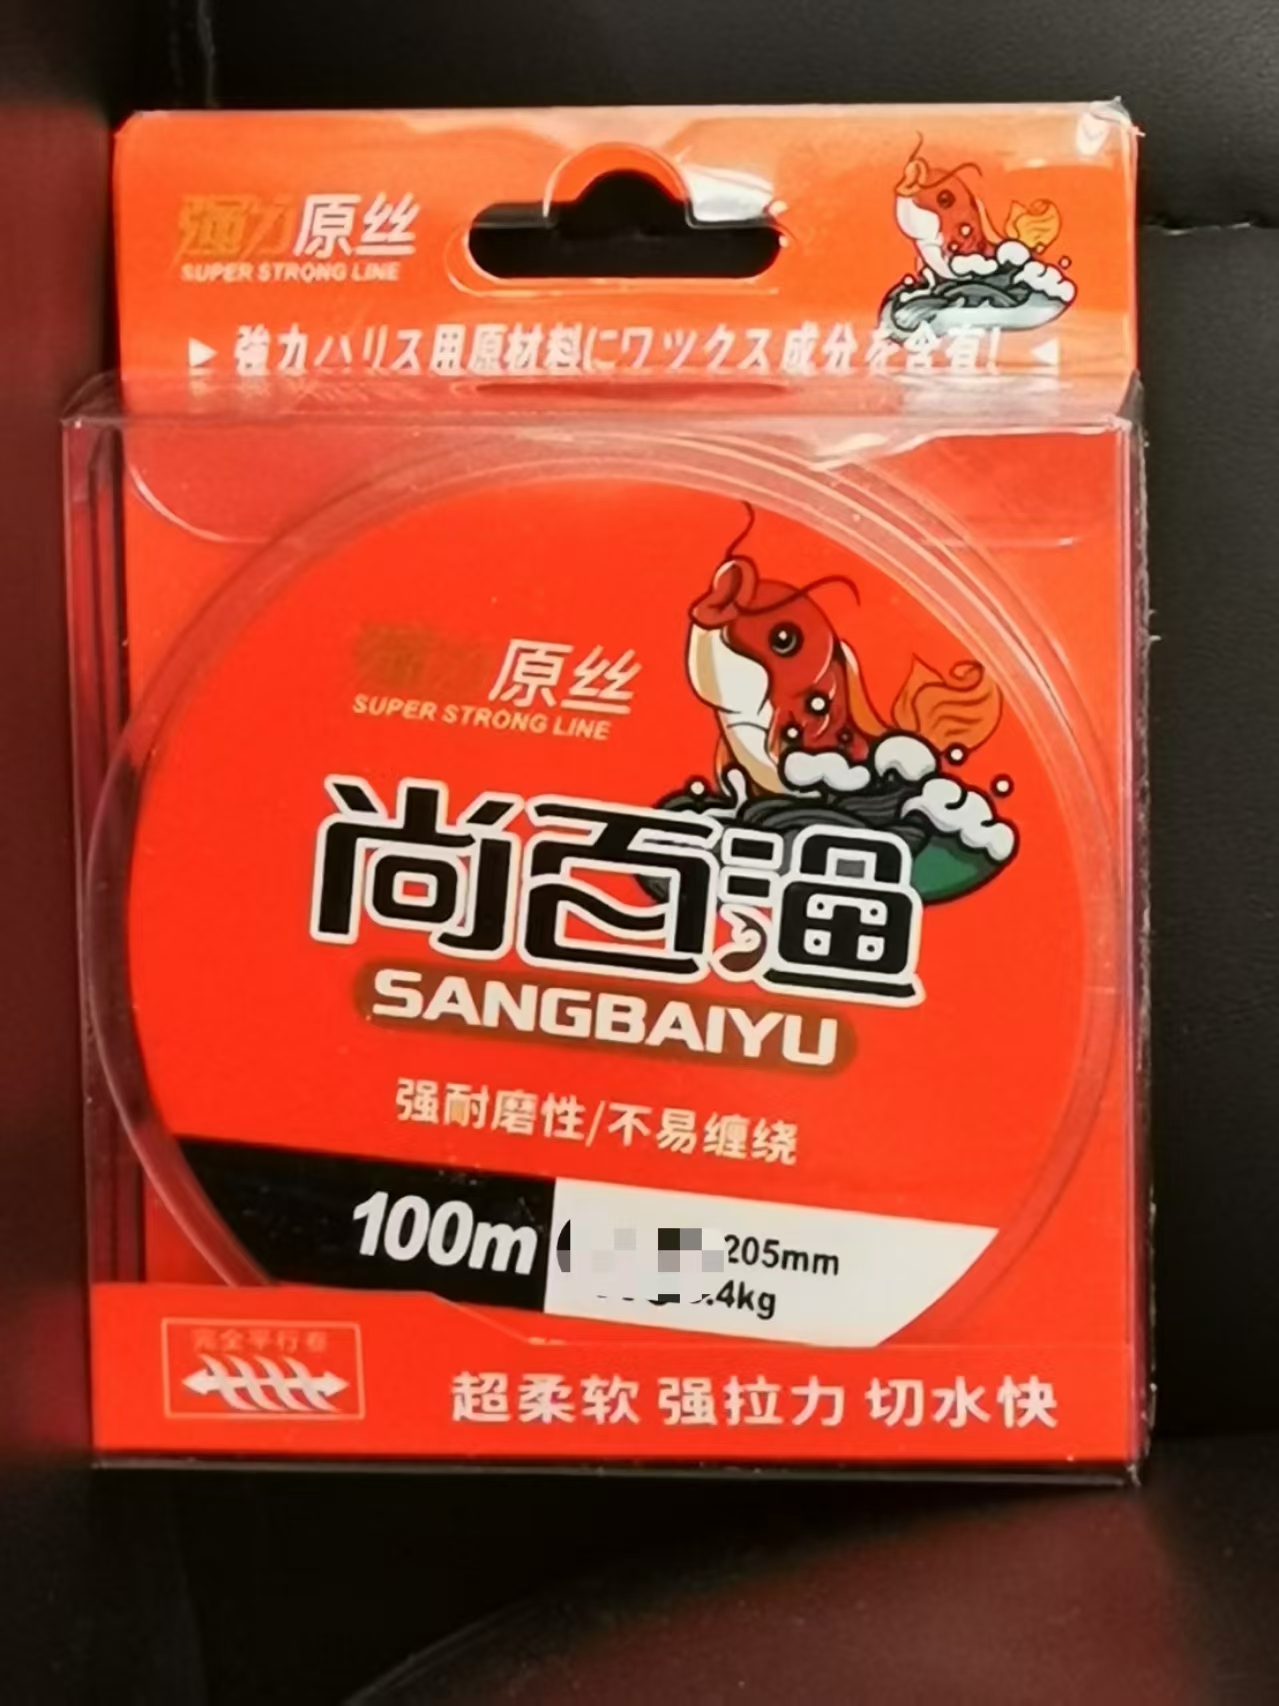 强力原丝
SUPER STRONG LINE
強力ハリス用原材料にワックス成分を含有!
强力原丝
SUPER STRONG LINE
尚百渔
SANGBAIYU
强耐磨性/不易缠绕
100m
205mm
.4kg
完全平行卷
超柔软 强拉力 切水快